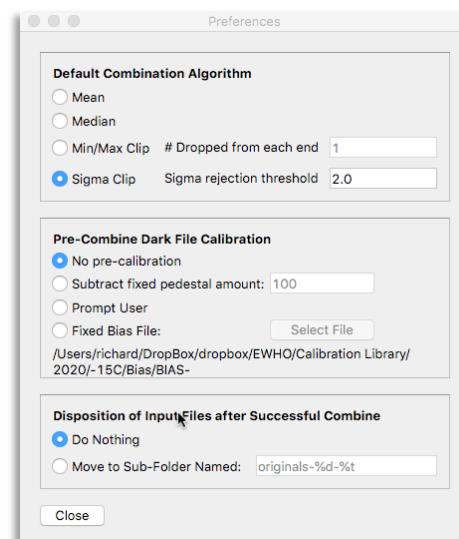 Preferences
Default Combination Algorithm
Mean
Median
Min/Max Clip # Dropped from each end 1
Sigma Clip Sigma rejection threshold 2.0
Pre-Combine Dark File Calibration
No pre-calibration
Subtract fixed pedestal amount: 100
Prompt User
Fixed Bias File: Select File
/Users/richard/DropBox/dropbox/EWHO/Calibration Library/
2020/-15C/Bias/BIAS-
Disposition of Input Files after Successful Combine
Do Nothing
Move to Sub-Folder Named: originals-%d-%t
Close